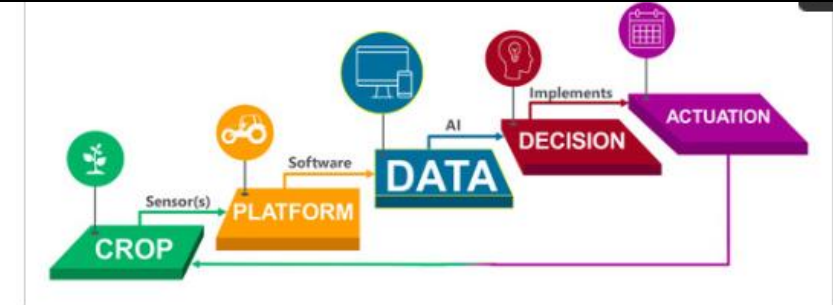 CROP
Sensor(s)
PLATFORM
Software
DATA
AI
DECISION
Implements
ACTUATION